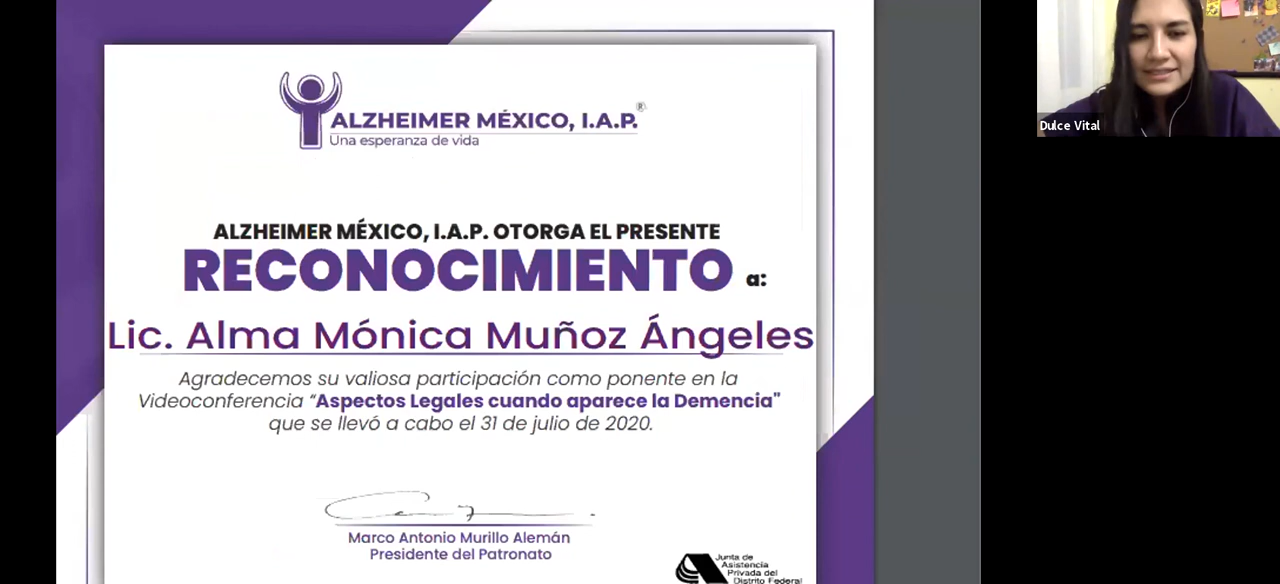 ALZHEIMER MÉXICO, I.A.P.®
Una esperanza de vida
ALZHEIMER MÉXICO, I.A.P. OTORGA EL PRESENTE
RECONOCIMIENTO a:
Lic. Alma Mónica Muñoz Ángeles
Agradecemos su valiosa participación como ponente en la
Videoconferencia “Aspectos Legales cuando aparece la Demencia"
que se llevó a cabo el 31 de julio de 2020.
Marco Antonio Murillo Alemán
Presidente del Patronato
Junta de
Asistencia
Privada del
Distrito Federal
Dulce Vital